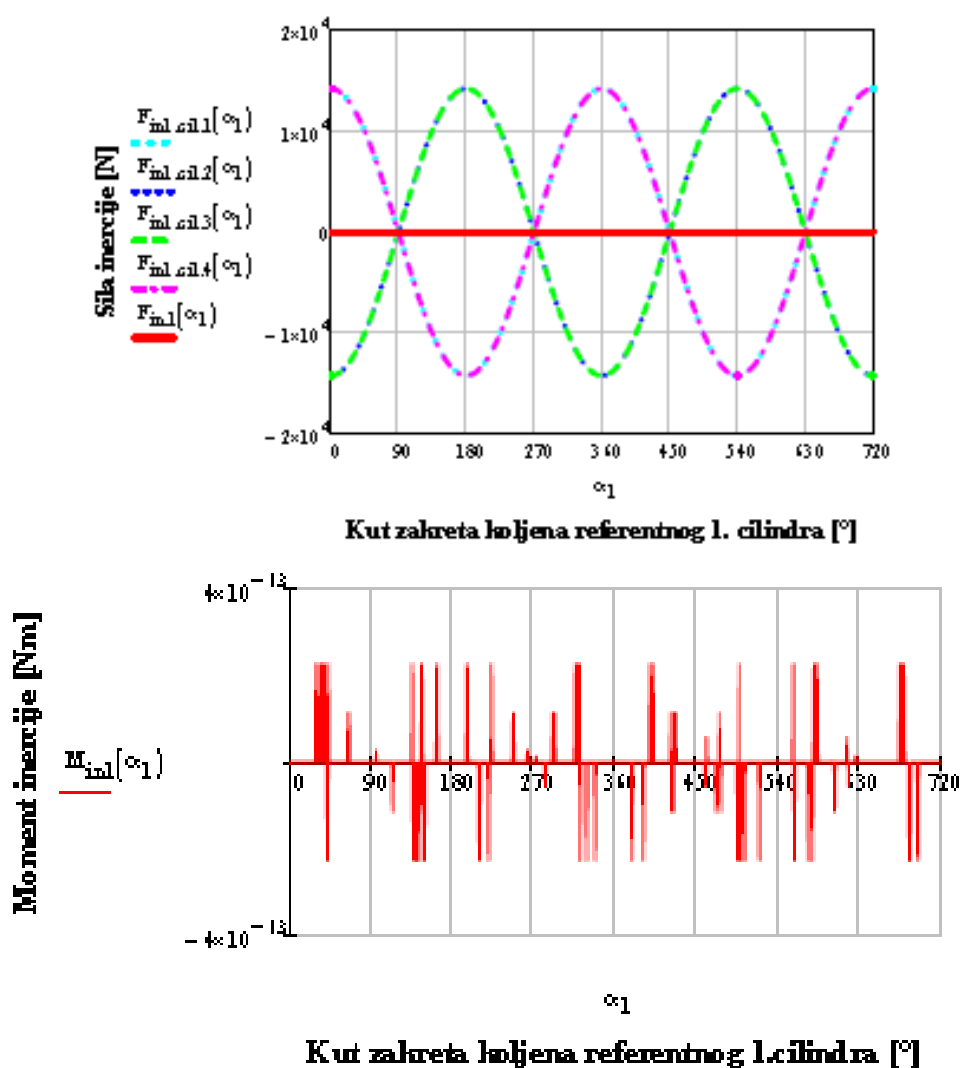 2×10⁴
F_in1.cil1(α₁)
1×10⁴
F_in1.cil2(α₁)
F_in1.cil3(α₁)
Sila inercije [N]
0
F_in1.cil4(α₁)
F_in1(α₁)
−1×10⁴
−2×10⁴
0 90 180 270 360 450 540 630 720
α₁
Kut zakreta koljena referentnog 1. cilindra [°]
4×10⁻¹³
Moment inercije [Nm]
M_in1(α₁)
0 90 180 270 360 450 540 630 720
−4×10⁻¹³
α₁
Kut zakreta koljena referentnog 1.cilindra [°]